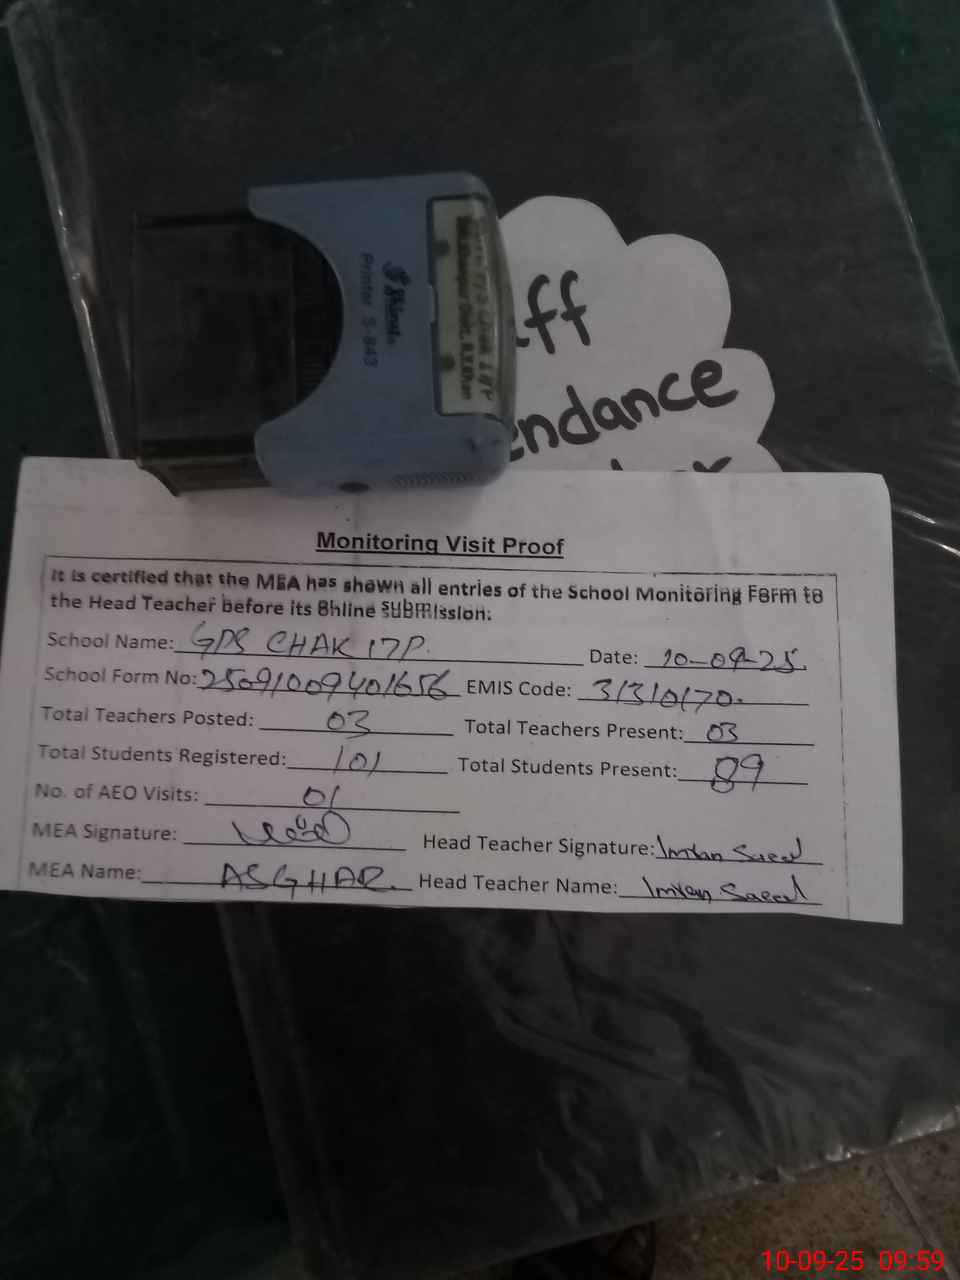 Shiny
Printer S-843
Distt. R.Y.Khan
ff
endance
Monitoring Visit Proof
It is certified that the MEA has shown all entries of the School Monitoring Form to
the Head Teacher before its Online submission.
School Name: GPS CHAK 17P. Date: 10-09-25.
School Form No: 25091009401656 EMIS Code: 31310170.
Total Teachers Posted: 03 Total Teachers Present: 03
Total Students Registered: 101 Total Students Present: 89
No. of AEO Visits: 01
MEA Signature: Head Teacher Signature: Imran Saeed
MEA Name: ASGHAR. Head Teacher Name: Imran Saeed
10-09-25 09:59